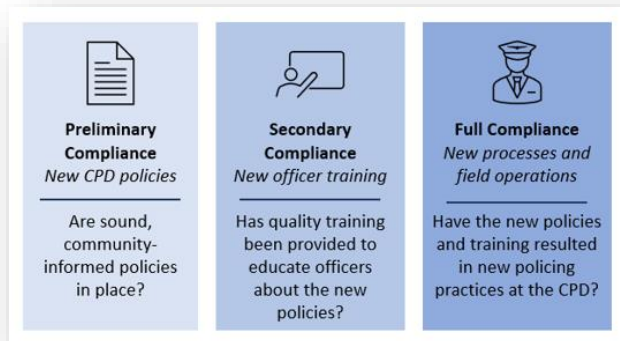 Preliminary
Compliance
New CPD policies
Are sound,
community-
informed policies
in place?
Secondary
Compliance
New officer training
Has quality training
been provided to
educate officers
about the new
policies?
Full Compliance
New processes and
field operations
Have the new policies
and training resulted
in new policing
practices at the CPD?